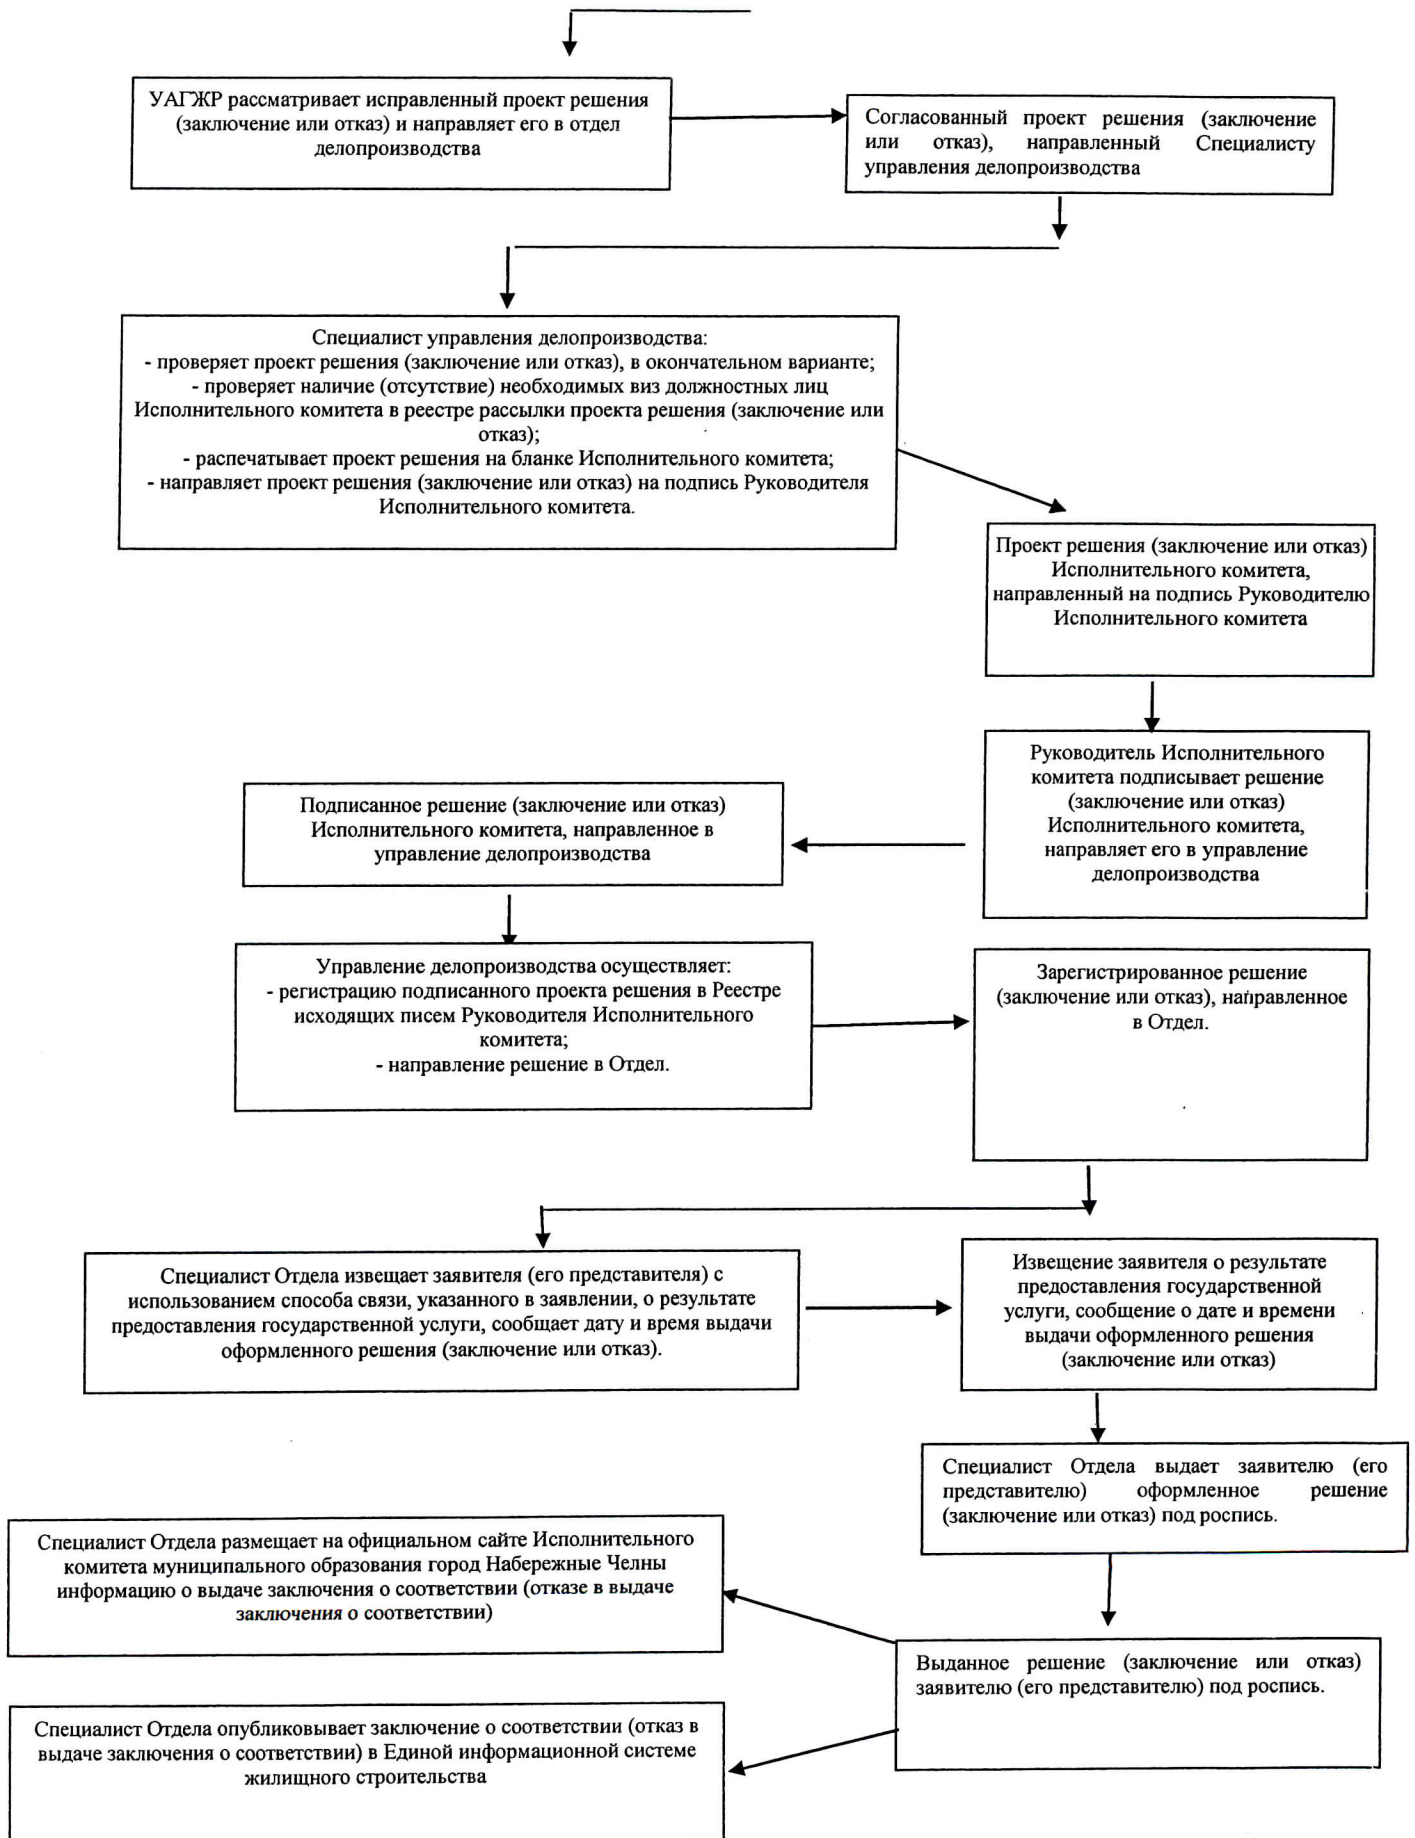 УАГЖР рассматривает исправленный проект решения
(заключение или отказ) и направляет его в отдел
делопроизводства
Согласованный проект решения (заключение
или отказ), направленный Специалисту
управления делопроизводства
Специалист управления делопроизводства:
- проверяет проект решения (заключение или отказ), в окончательном варианте;
- проверяет наличие (отсутствие) необходимых виз должностных лиц
Исполнительного комитета в реестре рассылки проекта решения (заключение или
отказ);
- распечатывает проект решения на бланке Исполнительного комитета;
- направляет проект решения (заключение или отказ) на подпись Руководителя
Исполнительного комитета.
Проект решения (заключение или отказ)
Исполнительного комитета,
направленный на подпись Руководителю
Исполнительного комитета
Руководитель Исполнительного
комитета подписывает решение
(заключение или отказ)
Исполнительного комитета,
направляет его в управление
делопроизводства
Подписанное решение (заключение или отказ)
Исполнительного комитета, направленное в
управление делопроизводства
Управление делопроизводства осуществляет:
- регистрацию подписанного проекта решения в Реестре
исходящих писем Руководителя Исполнительного
комитета;
- направление решение в Отдел.
Зарегистрированное решение
(заключение или отказ), направленное
в Отдел.
Специалист Отдела извещает заявителя (его представителя) с
использованием способа связи, указанного в заявлении, о результате
предоставления государственной услуги, сообщает дату и время выдачи
оформленного решения (заключение или отказ).
Извещение заявителя о результате
предоставления государственной
услуги, сообщение о дате и времени
выдачи оформленного решения
(заключение или отказ)
Специалист Отдела выдает заявителю (его
представителю) оформленное решение
(заключение или отказ) под роспись.
Специалист Отдела размещает на официальном сайте Исполнительного
комитета муниципального образования город Набережные Челны
информацию о выдаче заключения о соответствии (отказе в выдаче
заключения о соответствии)
Выданное решение (заключение или отказ)
заявителю (его представителю) под роспись.
Специалист Отдела опубликовывает заключение о соответствии (отказ в
выдаче заключения о соответствии) в Единой информационной системе
жилищного строительства